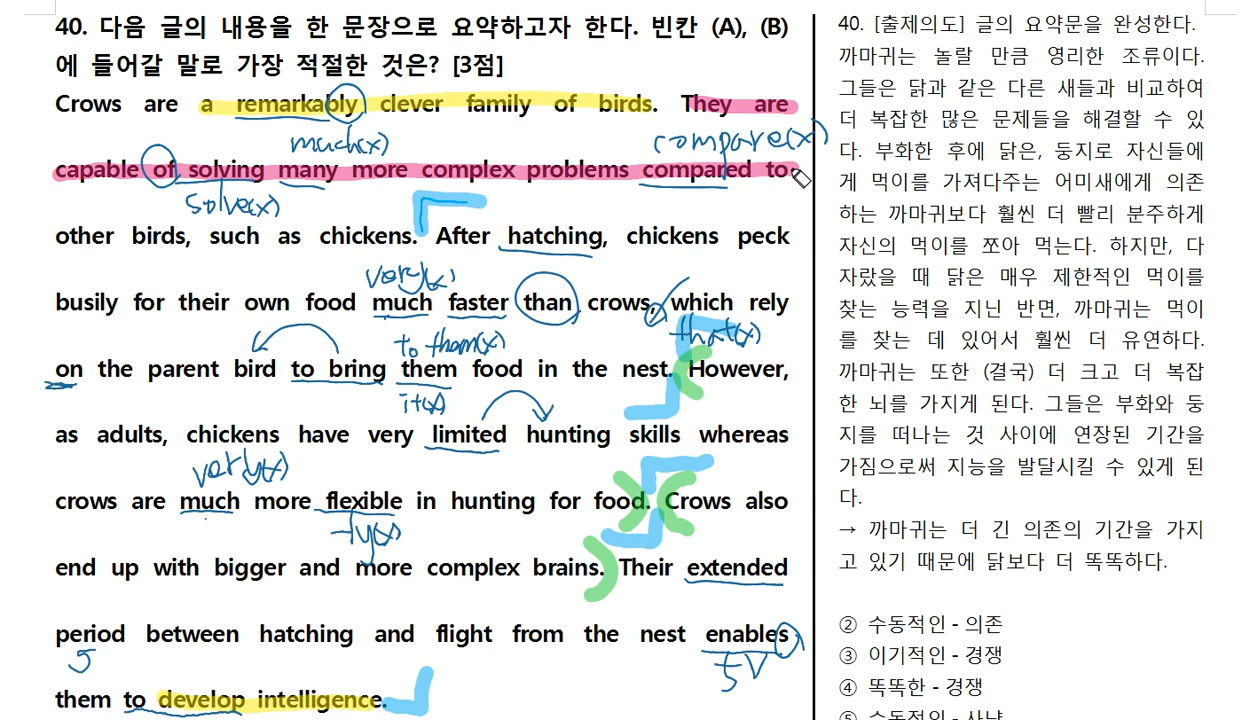 40. 다음 글의 내용을 한 문장으로 요약하고자 한다. 빈칸 (A), (B)
에 들어갈 말로 가장 적절한 것은? [3점]
Crows are a remarkably clever family of birds. They are
much(x)
compare(x)
capable of solving many more complex problems compared to
solve(x)
other birds, such as chickens. After hatching, chickens peck
very(x)
busily for their own food much faster than crows, which rely
to them(x)
that(x)
on the parent bird to bring them food in the nest. However,
it(x)
as adults, chickens have very limited hunting skills whereas
very(x)
crows are much more flexible in hunting for food. Crows also
-ly(x)
end up with bigger and more complex brains. Their extended
period between hatching and flight from the nest enables
S
SV
them to develop intelligence.
40. [출제의도] 글의 요약문을 완성한다.
까마귀는 놀랄 만큼 영리한 조류이다.
그들은 닭과 같은 다른 새들과 비교하여
더 복잡한 많은 문제들을 해결할 수 있
다. 부화한 후에 닭은, 둥지로 자신들에
게 먹이를 가져다주는 어미새에게 의존
하는 까마귀보다 훨씬 더 빨리 분주하게
자신의 먹이를 쪼아 먹는다. 하지만, 다
자랐을 때 닭은 매우 제한적인 먹이를
찾는 능력을 지닌 반면, 까마귀는 먹이
를 찾는 데 있어서 훨씬 더 유연하다.
까마귀는 또한 (결국) 더 크고 더 복잡
한 뇌를 가지게 된다. 그들은 부화와 둥
지를 떠나는 것 사이에 연장된 기간을
가짐으로써 지능을 발달시킬 수 있게 된
다.
→ 까마귀는 더 긴 의존의 기간을 가지
고 있기 때문에 닭보다 더 똑똑하다.
② 수동적인 - 의존
③ 이기적인 - 경쟁
④ 똑똑한 - 경쟁
⑤ 수동적인 - 사냥